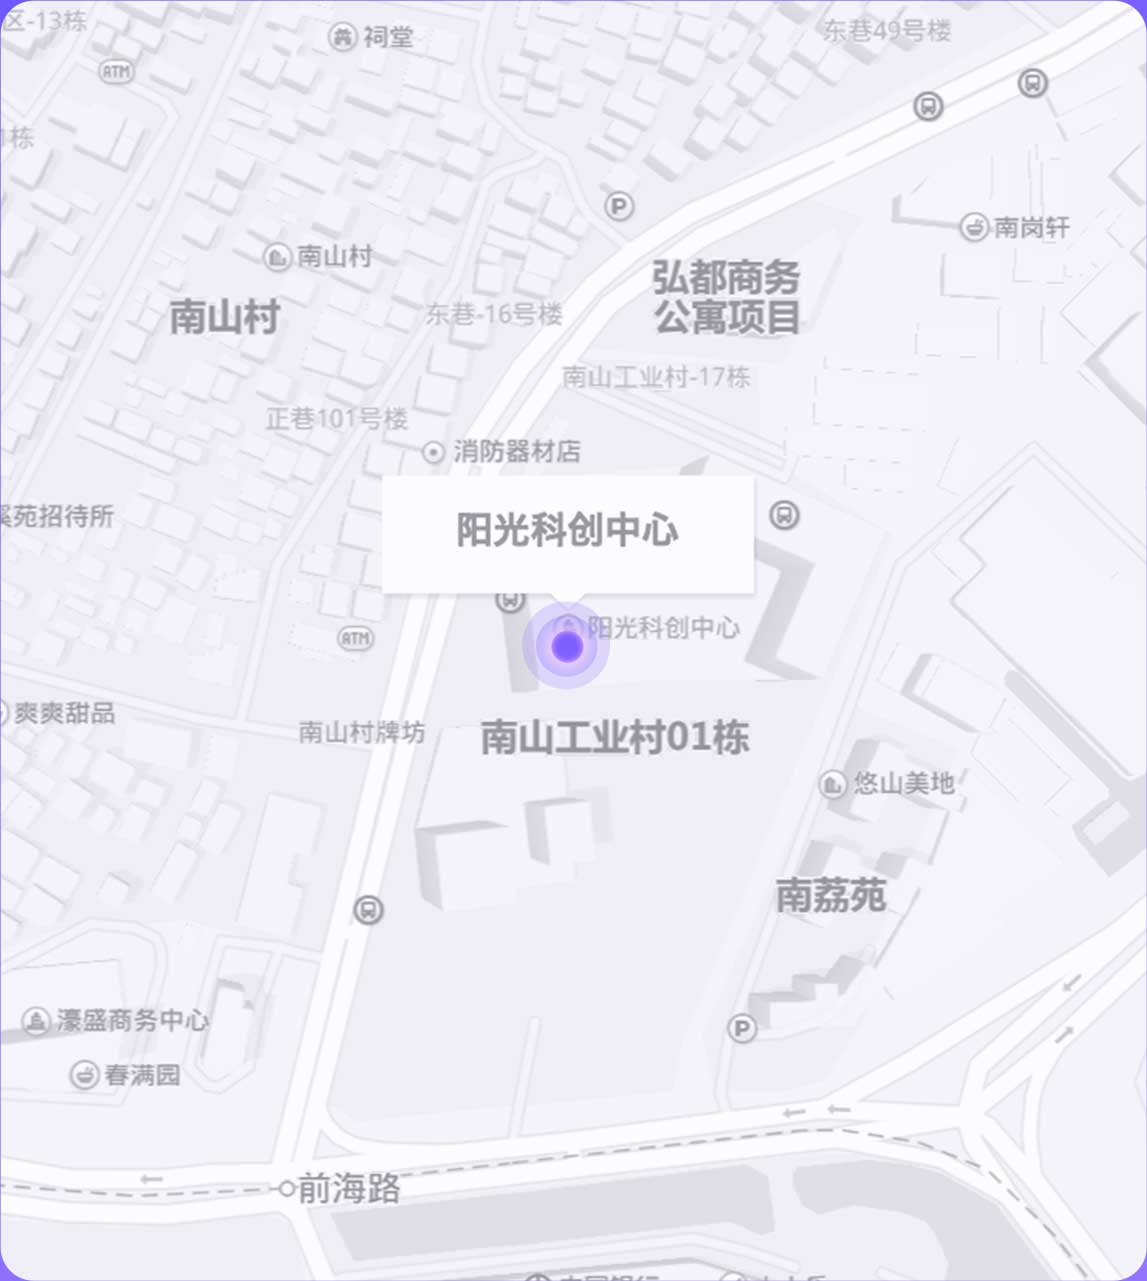 区-13栋
祠堂
东巷49号楼
ATM
1栋
P
南岗轩
南山村
弘都商务
公寓项目
南山村
东巷-16号楼
南山工业村-17栋
正巷101号楼
消防器材店
溪苑招待所
阳光科创中心
阳光科创中心
ATM
爽爽甜品
南山村牌坊
南山工业村01栋
悠山美地
南荔苑
濠盛商务中心
P
春满园
前海路